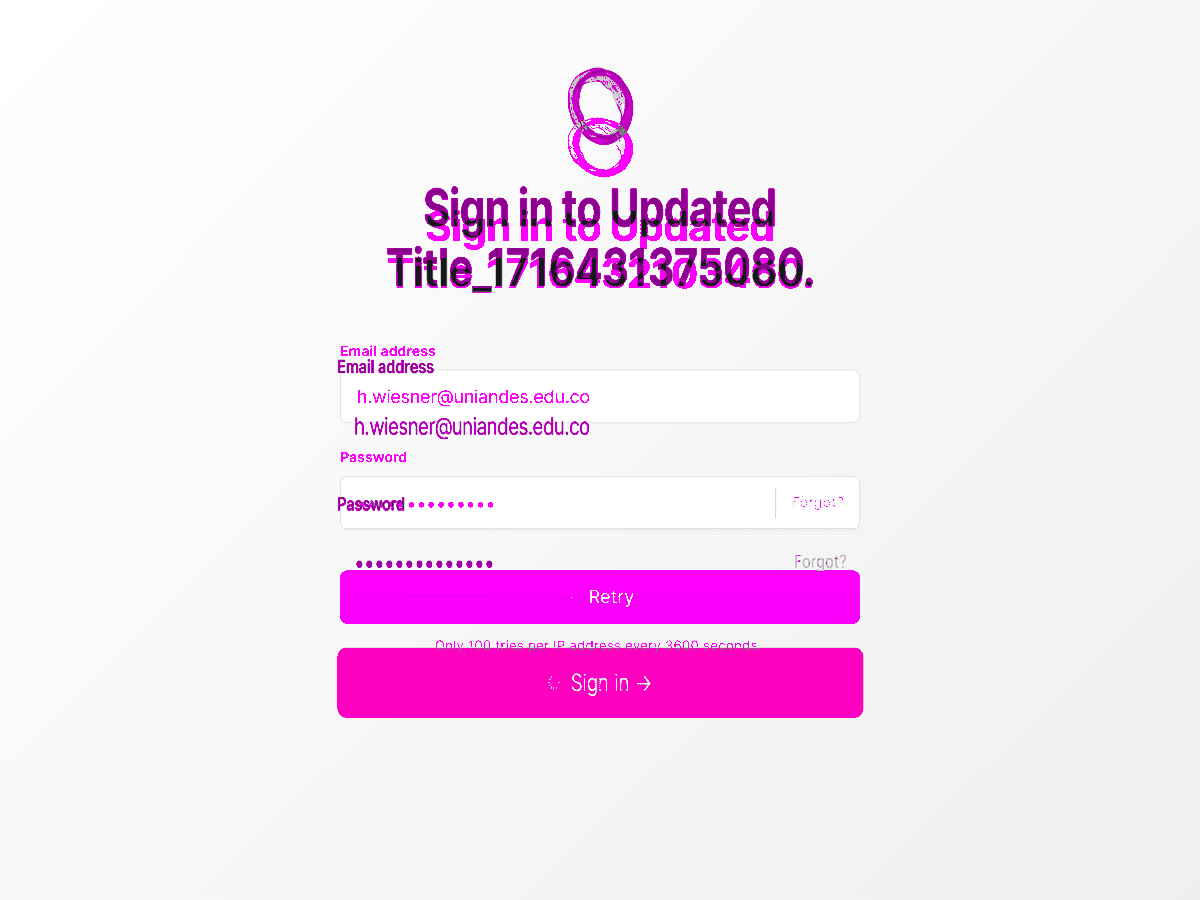 Sign in to Updated
Sign in to Updated
Title_1716431375080.
Email address
Email address
h.wiesner@uniandes.edu.co
h.wiesner@uniandes.edu.co
Password
Password
Forgot?
Forgot?
Retry
Only 100 tries per IP address every 3600 seconds.
Sign in →